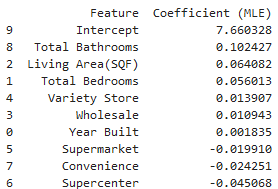 Feature Coefficient (MLE)
9 Intercept 7.660328
8 Total Bathrooms 0.102427
2 Living Area(SQF) 0.064082
1 Total Bedrooms 0.056013
4 Variety Store 0.013907
3 Wholesale 0.010943
0 Year Built 0.001835
5 Supermarket -0.019910
7 Convenience -0.024251
6 Supercenter -0.045068